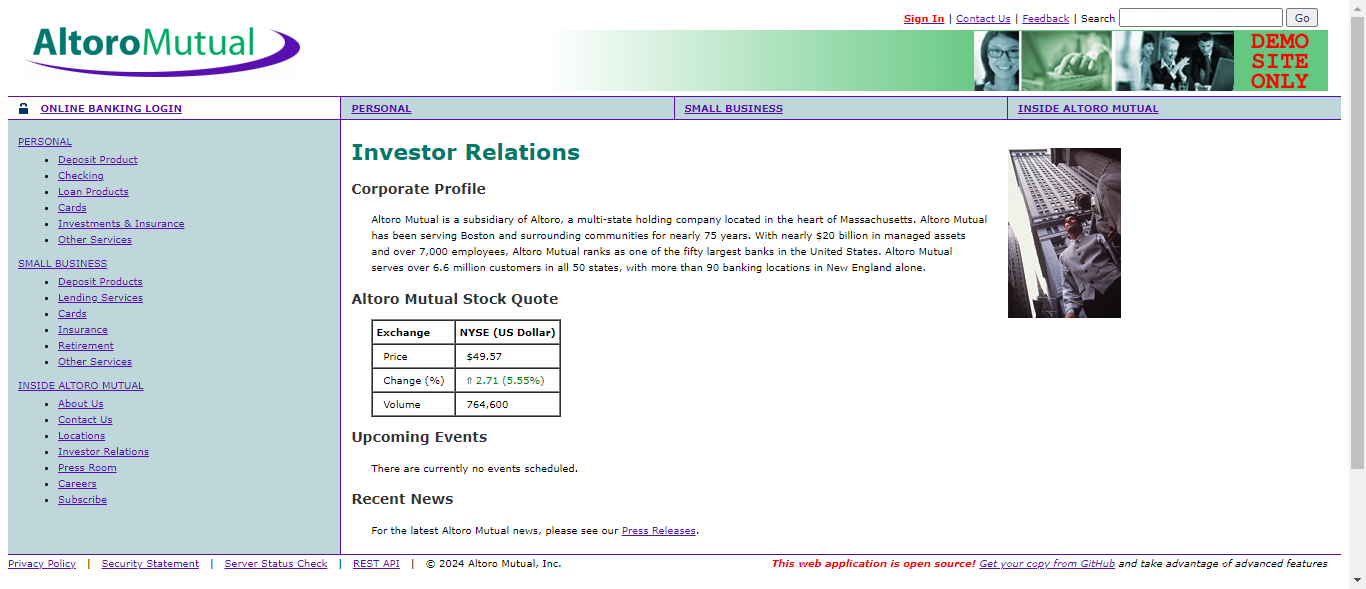 Sign In | Contact Us | Feedback | Search Go
AltoroMutual
DEMO
SITE
ONLY
ONLINE BANKING LOGIN
PERSONAL
SMALL BUSINESS
INSIDE ALTORO MUTUAL
PERSONAL
Deposit Product
Checking
Loan Products
Cards
Investments & Insurance
Other Services
SMALL BUSINESS
Deposit Products
Lending Services
Cards
Insurance
Retirement
Other Services
INSIDE ALTORO MUTUAL
About Us
Contact Us
Locations
Investor Relations
Press Room
Careers
Subscribe
Investor Relations
Corporate Profile
Altoro Mutual is a subsidiary of Altoro, a multi-state holding company located in the heart of Massachusetts. Altoro Mutual
has been serving Boston and surrounding communities for nearly 75 years. With nearly $20 billion in managed assets
and over 7,000 employees, Altoro Mutual ranks as one of the fifty largest banks in the United States. Altoro Mutual
serves over 6.6 million customers in all 50 states, with more than 90 banking locations in New England alone.
Altoro Mutual Stock Quote
Exchange NYSE (US Dollar)
Price $49.57
Change (%) ⇑ 2.71 (5.55%)
Volume 764,600
Upcoming Events
There are currently no events scheduled.
Recent News
For the latest Altoro Mutual news, please see our Press Releases.
Privacy Policy | Security Statement | Server Status Check | REST API | © 2024 Altoro Mutual, Inc.
This web application is open source! Get your copy from GitHub and take advantage of advanced features